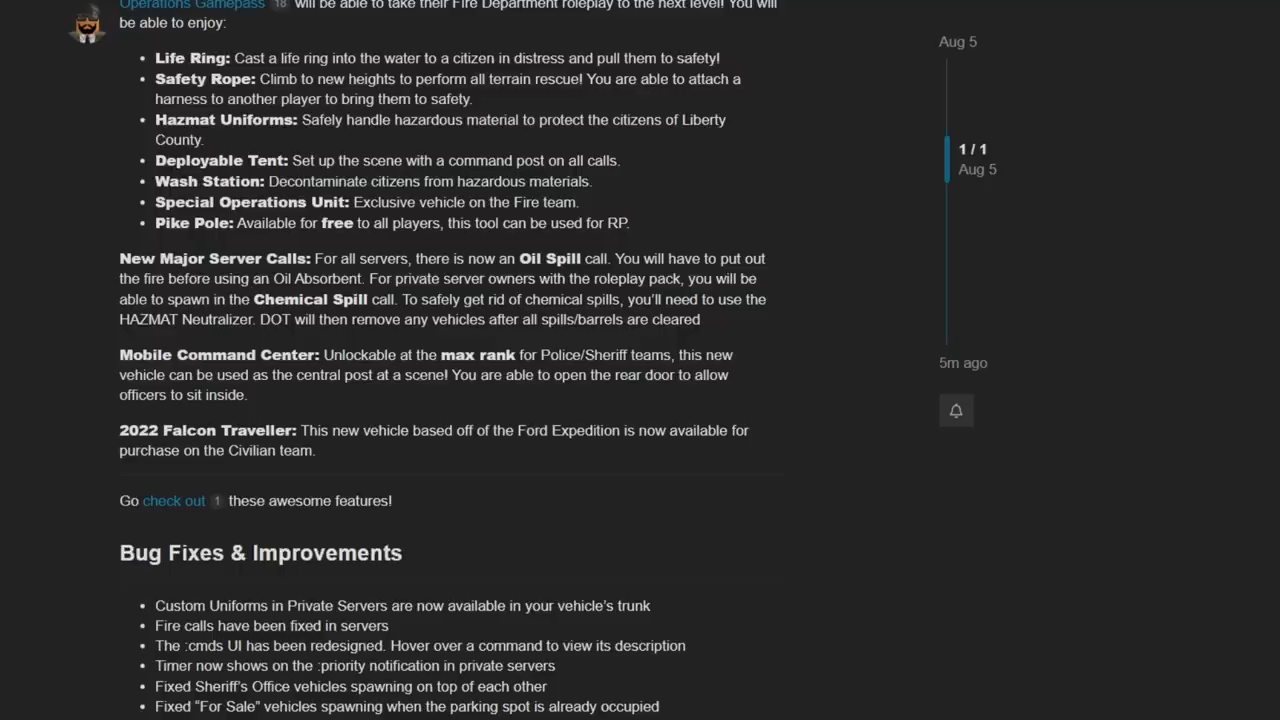 Operations Gamepass 18 will be able to take their Fire Department roleplay to the next level! You will
be able to enjoy:
• Life Ring: Cast a life ring into the water to a citizen in distress and pull them to safety!
• Safety Rope: Climb to new heights to perform all terrain rescue! You are able to attach a
harness to another player to bring them to safety.
• Hazmat Uniforms: Safely handle hazardous material to protect the citizens of Liberty
County.
• Deployable Tent: Set up the scene with a command post on all calls.
• Wash Station: Decontaminate citizens from hazardous materials.
• Special Operations Unit: Exclusive vehicle on the Fire team.
• Pike Pole: Available for free to all players, this tool can be used for RP.
New Major Server Calls: For all servers, there is now an Oil Spill call. You will have to put out
the fire before using an Oil Absorbent. For private server owners with the roleplay pack, you will be
able to spawn in the Chemical Spill call. To safely get rid of chemical spills, you’ll need to use the
HAZMAT Neutralizer. DOT will then remove any vehicles after all spills/barrels are cleared
Mobile Command Center: Unlockable at the max rank for Police/Sheriff teams, this new
vehicle can be used as the central post at a scene! You are able to open the rear door to allow
officers to sit inside.
2022 Falcon Traveller: This new vehicle based off of the Ford Expedition is now available for
purchase on the Civilian team.
Go check out 1 these awesome features!
Bug Fixes & Improvements
• Custom Uniforms in Private Servers are now available in your vehicle’s trunk
• Fire calls have been fixed in servers
• The :cmds UI has been redesigned. Hover over a command to view its description
• Timer now shows on the :priority notification in private servers
• Fixed Sheriff’s Office vehicles spawning on top of each other
• Fixed “For Sale” vehicles spawning when the parking spot is already occupied
Aug 5
1 / 1
Aug 5
5m ago